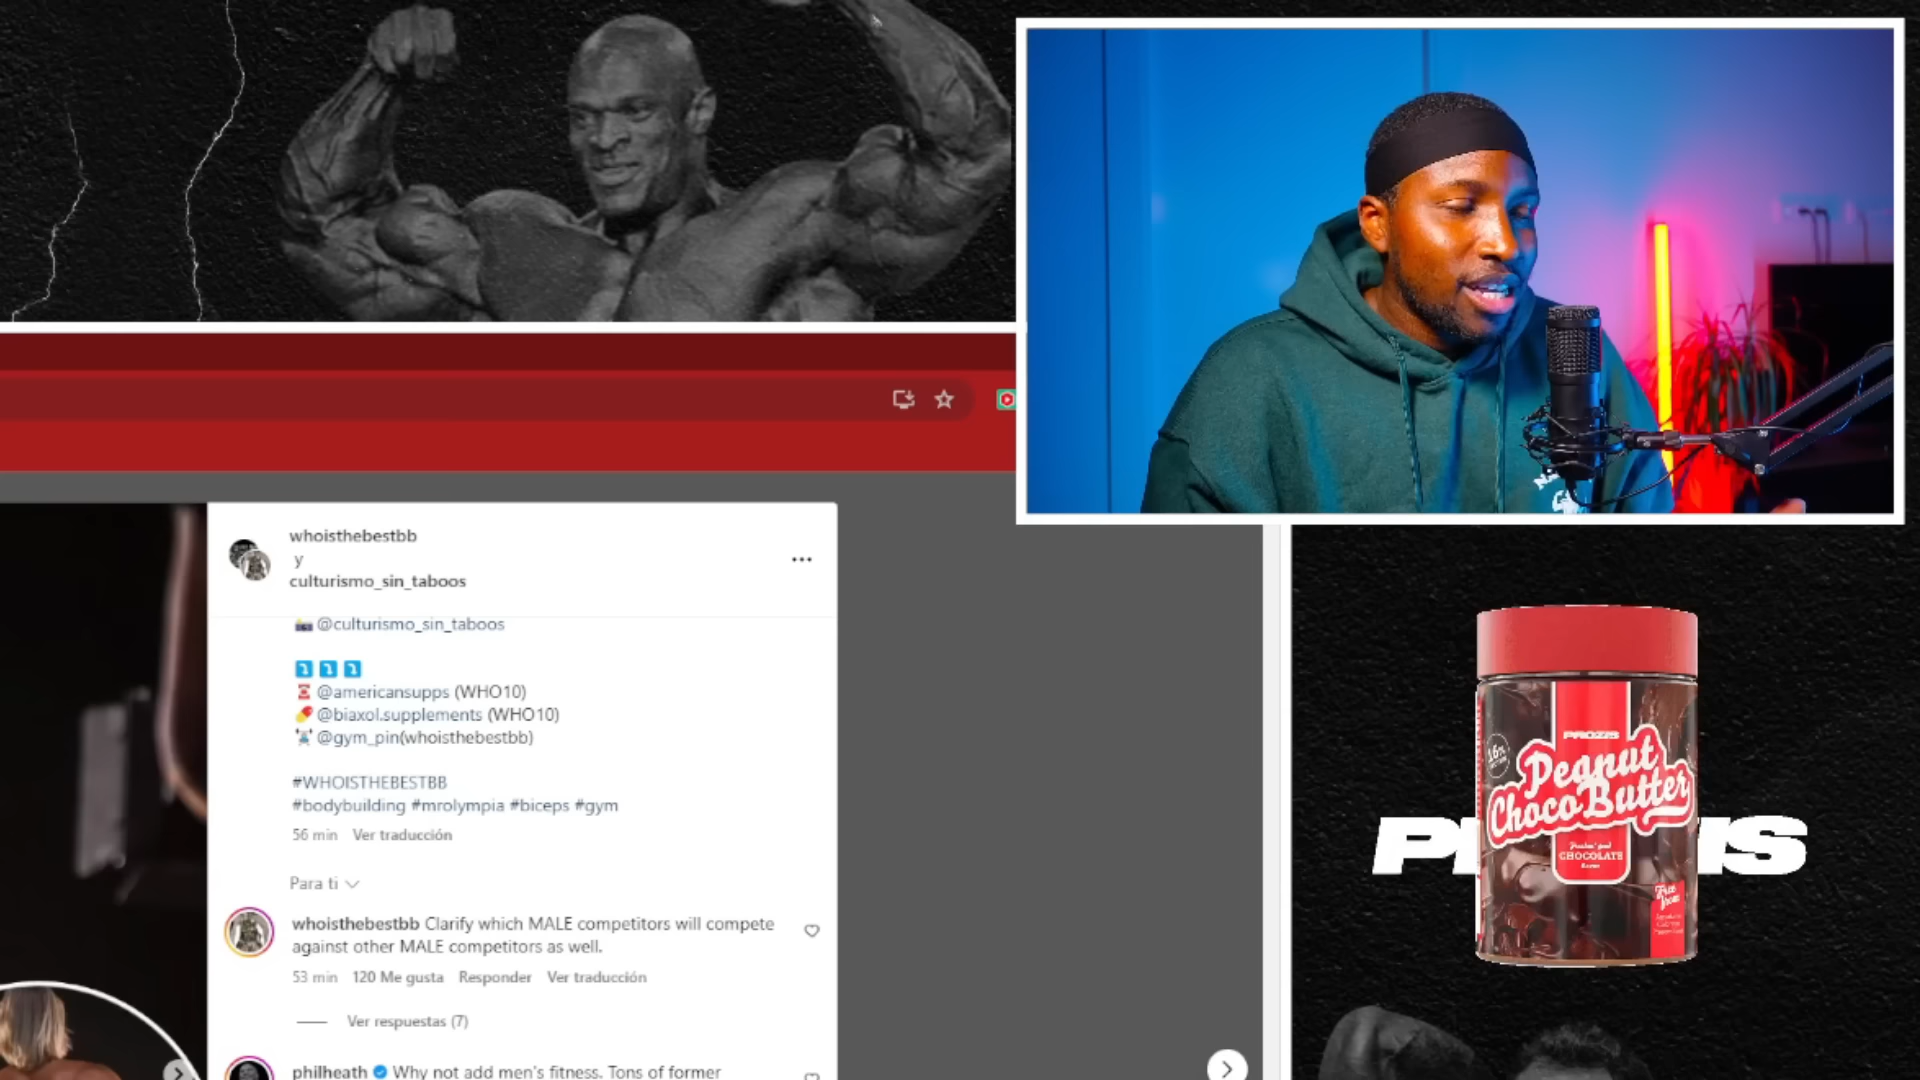 whoisthebestbb
y
culturismo_sin_taboos
@culturismo_sin_taboos
@americansupps (WHO10)
@biaxol.supplements (WHO10)
@gym_pin(whoisthebestbb)
#WHOISTHEBESTBB
#bodybuilding #mrolympia #biceps #gym
56 min Ver traducción
Para ti
whoisthebestbb Clarify which MALE competitors will compete
against other MALE competitors as well.
53 min 120 Me gusta Responder Ver traducción
Ver respuestas (7)
philheath Why not add men's fitness. Tons of former
PROZIS
Peanut
ChocoButter
CHOCOLATE